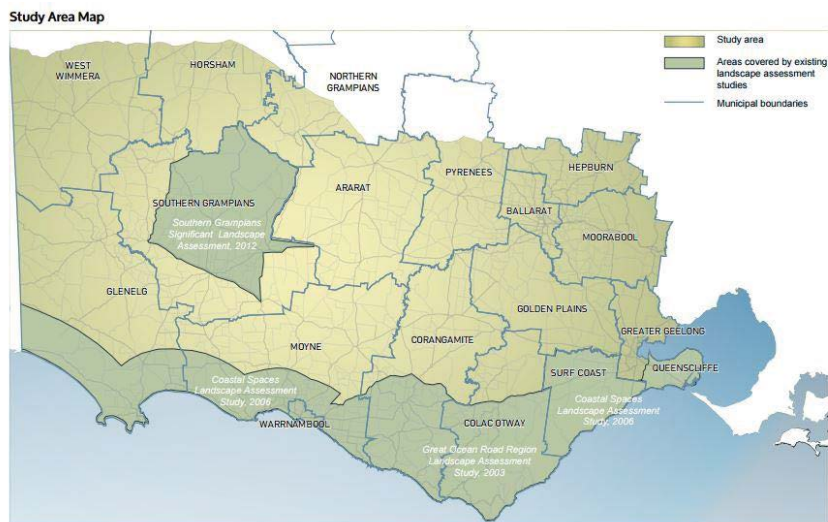 Study Area Map
Study area
Areas covered by existing
landscape assessment
studies
Municipal boundaries
WEST
WIMMERA
HORSHAM
NORTHERN
GRAMPIANS
HEPBURN
PYRENEES
ARARAT
BALLARAT
SOUTHERN GRAMPIANS
Southern Grampians
Significant Landscape
Assessment, 2012
MOORABOOL
GLENELG
GOLDEN PLAINS
GREATER GEELONG
MOYNE
CORANGAMITE
SURF COAST
QUEENSCLIFFE
Coastal Spaces
Landscape Assessment
Study, 2006
Coastal Spaces
Landscape Assessment
Study, 2006
WARRNAMBOOL
COLAC OTWAY
Great Ocean Road Region
Landscape Assessment
Study, 2003